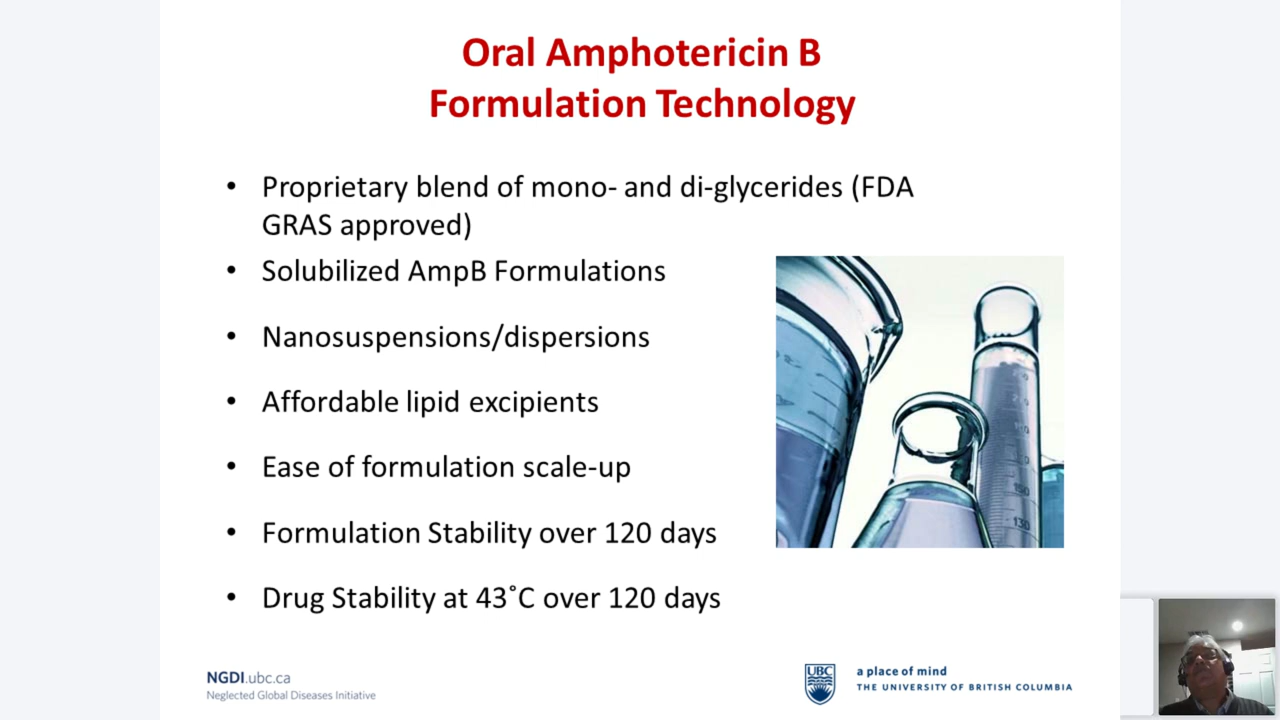 Oral Amphotericin B
Formulation Technology
• Proprietary blend of mono- and di-glycerides (FDA
GRAS approved)
• Solubilized AmpB Formulations
• Nanosuspensions/dispersions
• Affordable lipid excipients
• Ease of formulation scale-up
• Formulation Stability over 120 days
• Drug Stability at 43˚C over 120 days
NGDI.ubc.ca
Neglected Global Diseases Initiative
UBC
a place of mind
THE UNIVERSITY OF BRITISH COLUMBIA
150
130